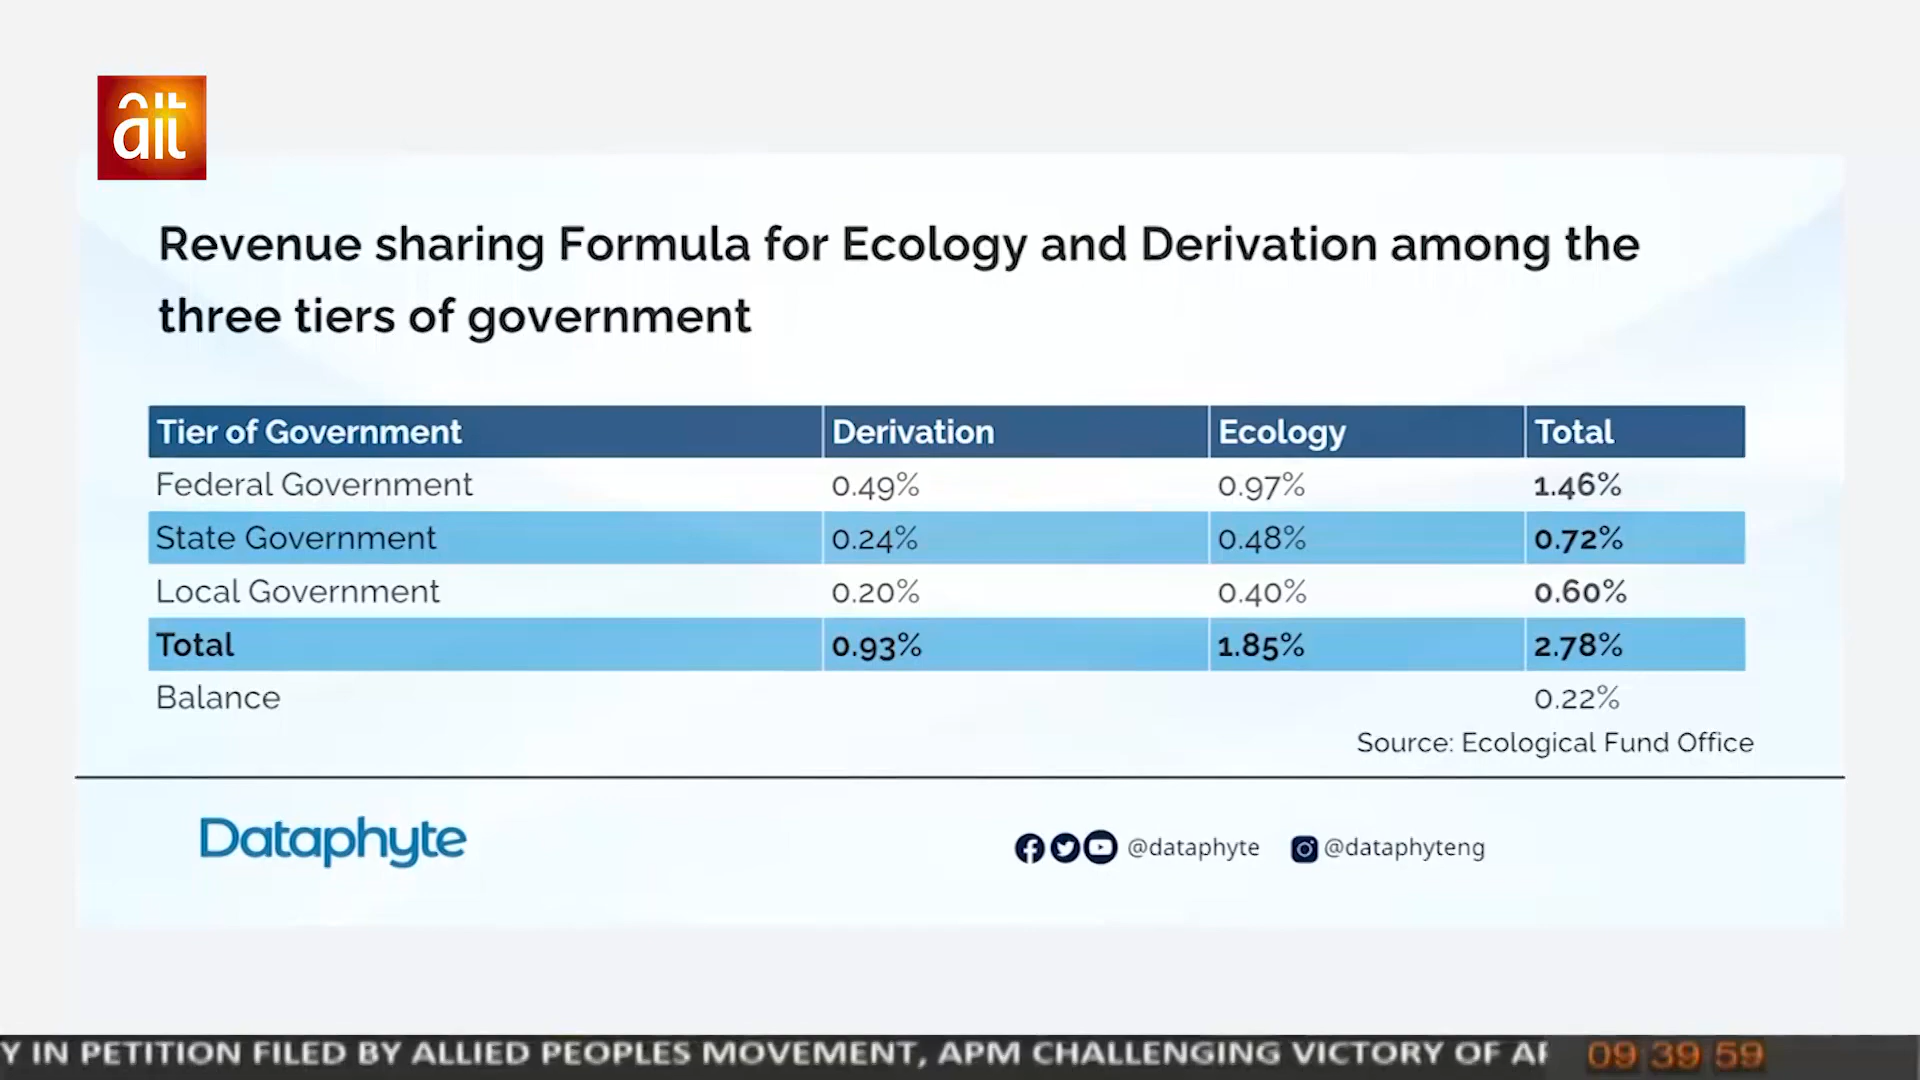 ait
Revenue sharing Formula for Ecology and Derivation among the
three tiers of government
Tier of Government Derivation Ecology Total
Federal Government 0.49% 0.97% 1.46%
State Government 0.24% 0.48% 0.72%
Local Government 0.20% 0.40% 0.60%
Total 0.93% 1.85% 2.78%
Balance 0.22%
Source: Ecological Fund Office
Dataphyte @dataphyte @dataphyteng
Y IN PETITION FILED BY ALLIED PEOPLES MOVEMENT, APM CHALLENGING VICTORY OF 09 39 59